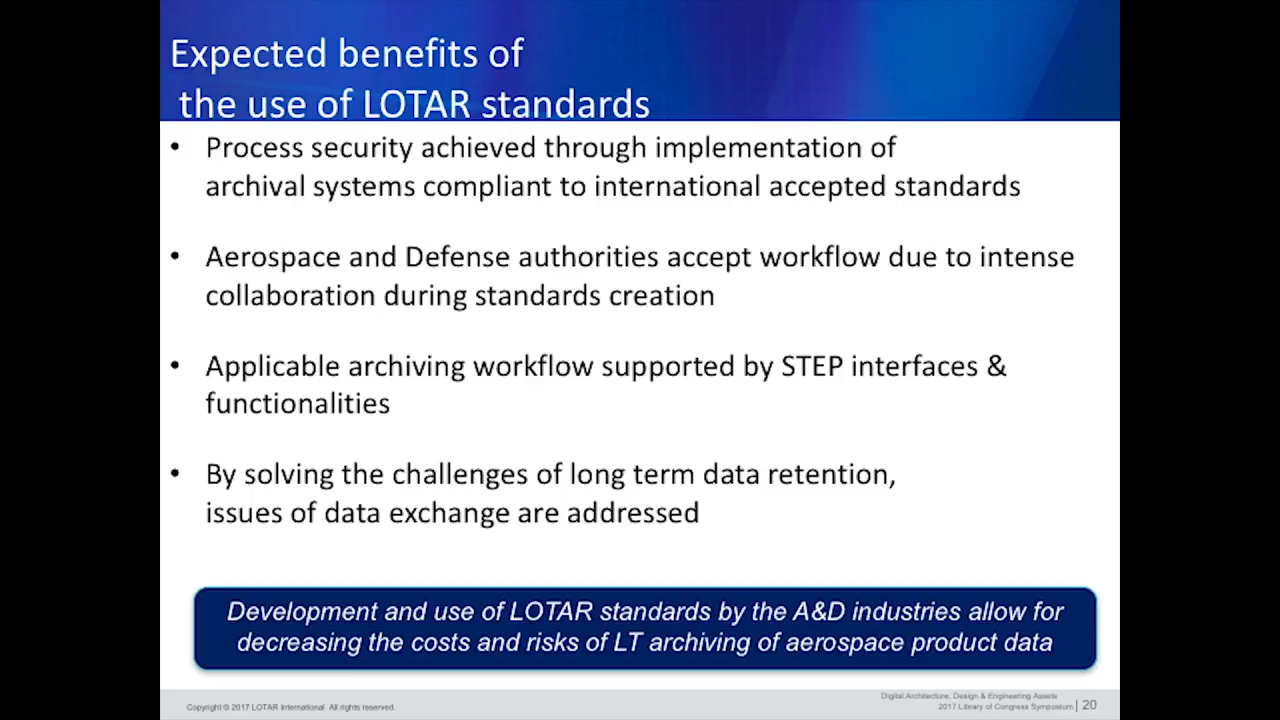 Expected benefits of
the use of LOTAR standards
• Process security achieved through implementation of
archival systems compliant to international accepted standards
• Aerospace and Defense authorities accept workflow due to intense
collaboration during standards creation
• Applicable archiving workflow supported by STEP interfaces &
functionalities
• By solving the challenges of long term data retention,
issues of data exchange are addressed
Development and use of LOTAR standards by the A&D industries allow for
decreasing the costs and risks of LT archiving of aerospace product data
Copyright © 2017 LOTAR International All rights reserved.
Digital Architecture, Design & Engineering Assets
2017 Library of Congress Symposium | 20